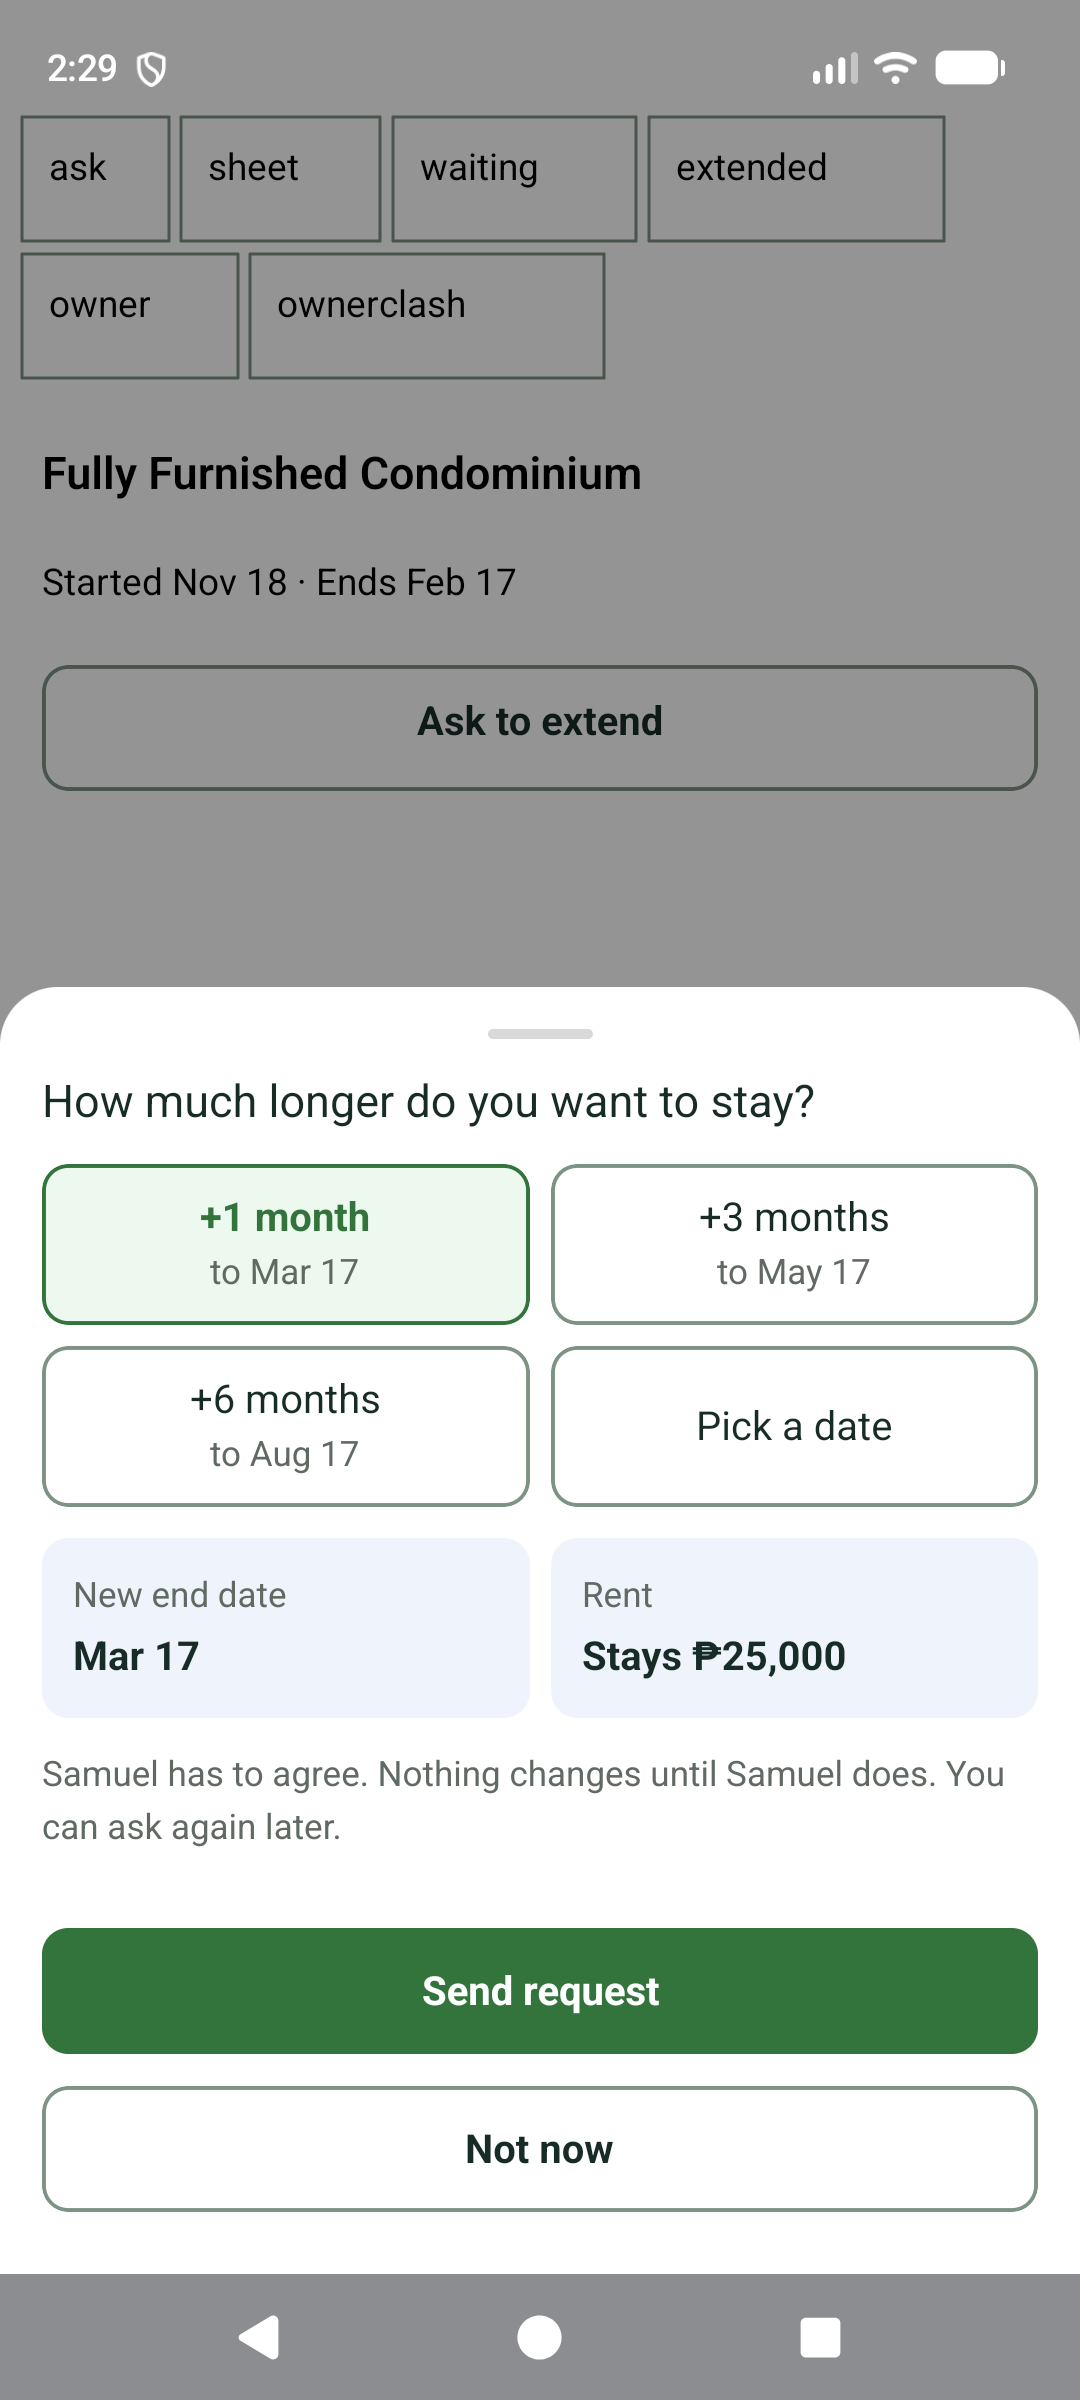 2:29
ask sheet waiting extended
owner ownerclash
Fully Furnished Condominium
Started Nov 18 · Ends Feb 17
Ask to extend
How much longer do you want to stay?
+1 month +3 months
to Mar 17 to May 17
+6 months
to Aug 17
Pick a date
New end date Rent
Mar 17 Stays ₱25,000
Samuel has to agree. Nothing changes until Samuel does. You
can ask again later.
Send request
Not now